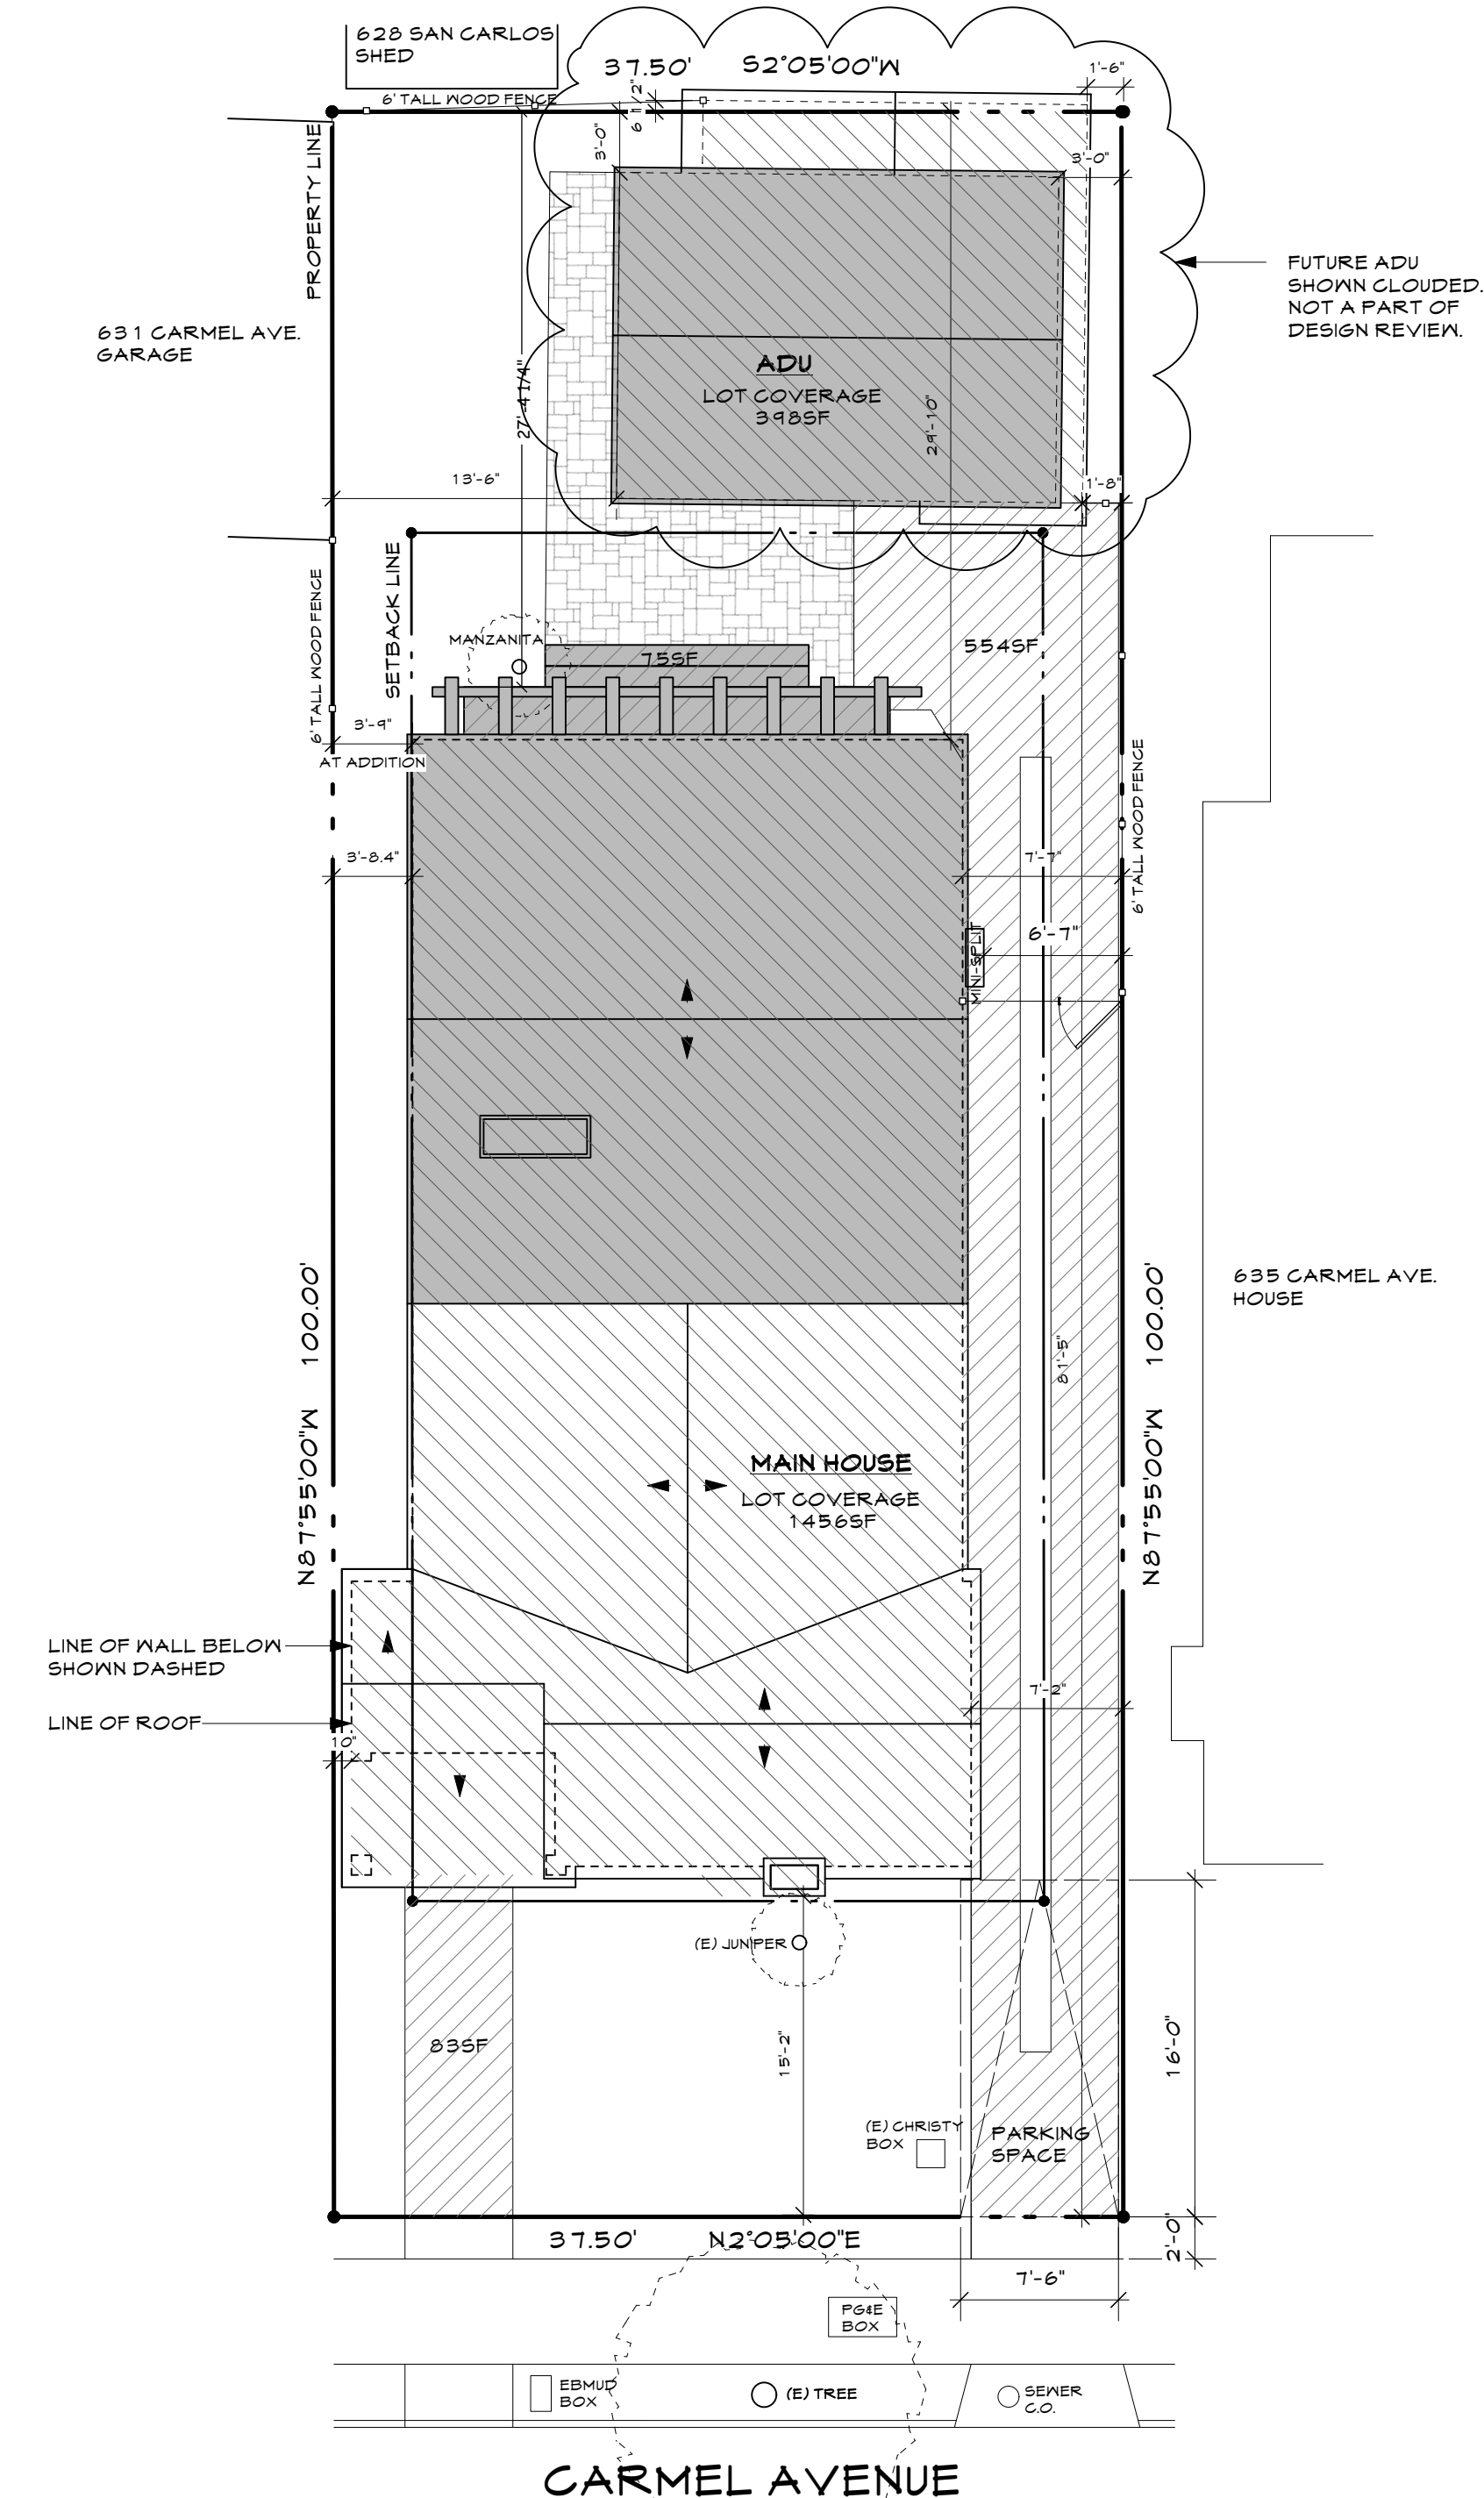 628 SAN CARLOS
SHED
37.50' S2°05'00"W
1'-6"
6' TALL WOOD FENCE
6 1/2"
3'-0"
3'-0"
PROPERTY LINE
FUTURE ADU
SHOWN CLOUDED.
NOT A PART OF
DESIGN REVIEW.
631 CARMEL AVE.
GARAGE
ADU
LOT COVERAGE
398SF
27'-4 1/4"
29'-10"
13'-6"
1'-8"
SETBACK LINE
6' TALL WOOD FENCE
MANZANITA
75SF
554SF
3'-9"
AT ADDITION
6' TALL WOOD FENCE
3'-8.4"
7'-7"
6'-7"
MINI-SPLIT
635 CARMEL AVE.
HOUSE
N87°55'00"W 100.00'
N87°55'00"W 100.00'
81'-5"
MAIN HOUSE
LOT COVERAGE
1456SF
LINE OF WALL BELOW
SHOWN DASHED
7'-2"
LINE OF ROOF
10"
(E) JUNIPER
83SF
15'-2"
16'-0"
(E) CHRISTY
BOX
PARKING
SPACE
37.50' N2°05'00"E
2'-0"
7'-6"
PG&E
BOX
EBMUD
BOX
(E) TREE
SEWER
C.O.
CARMEL AVENUE